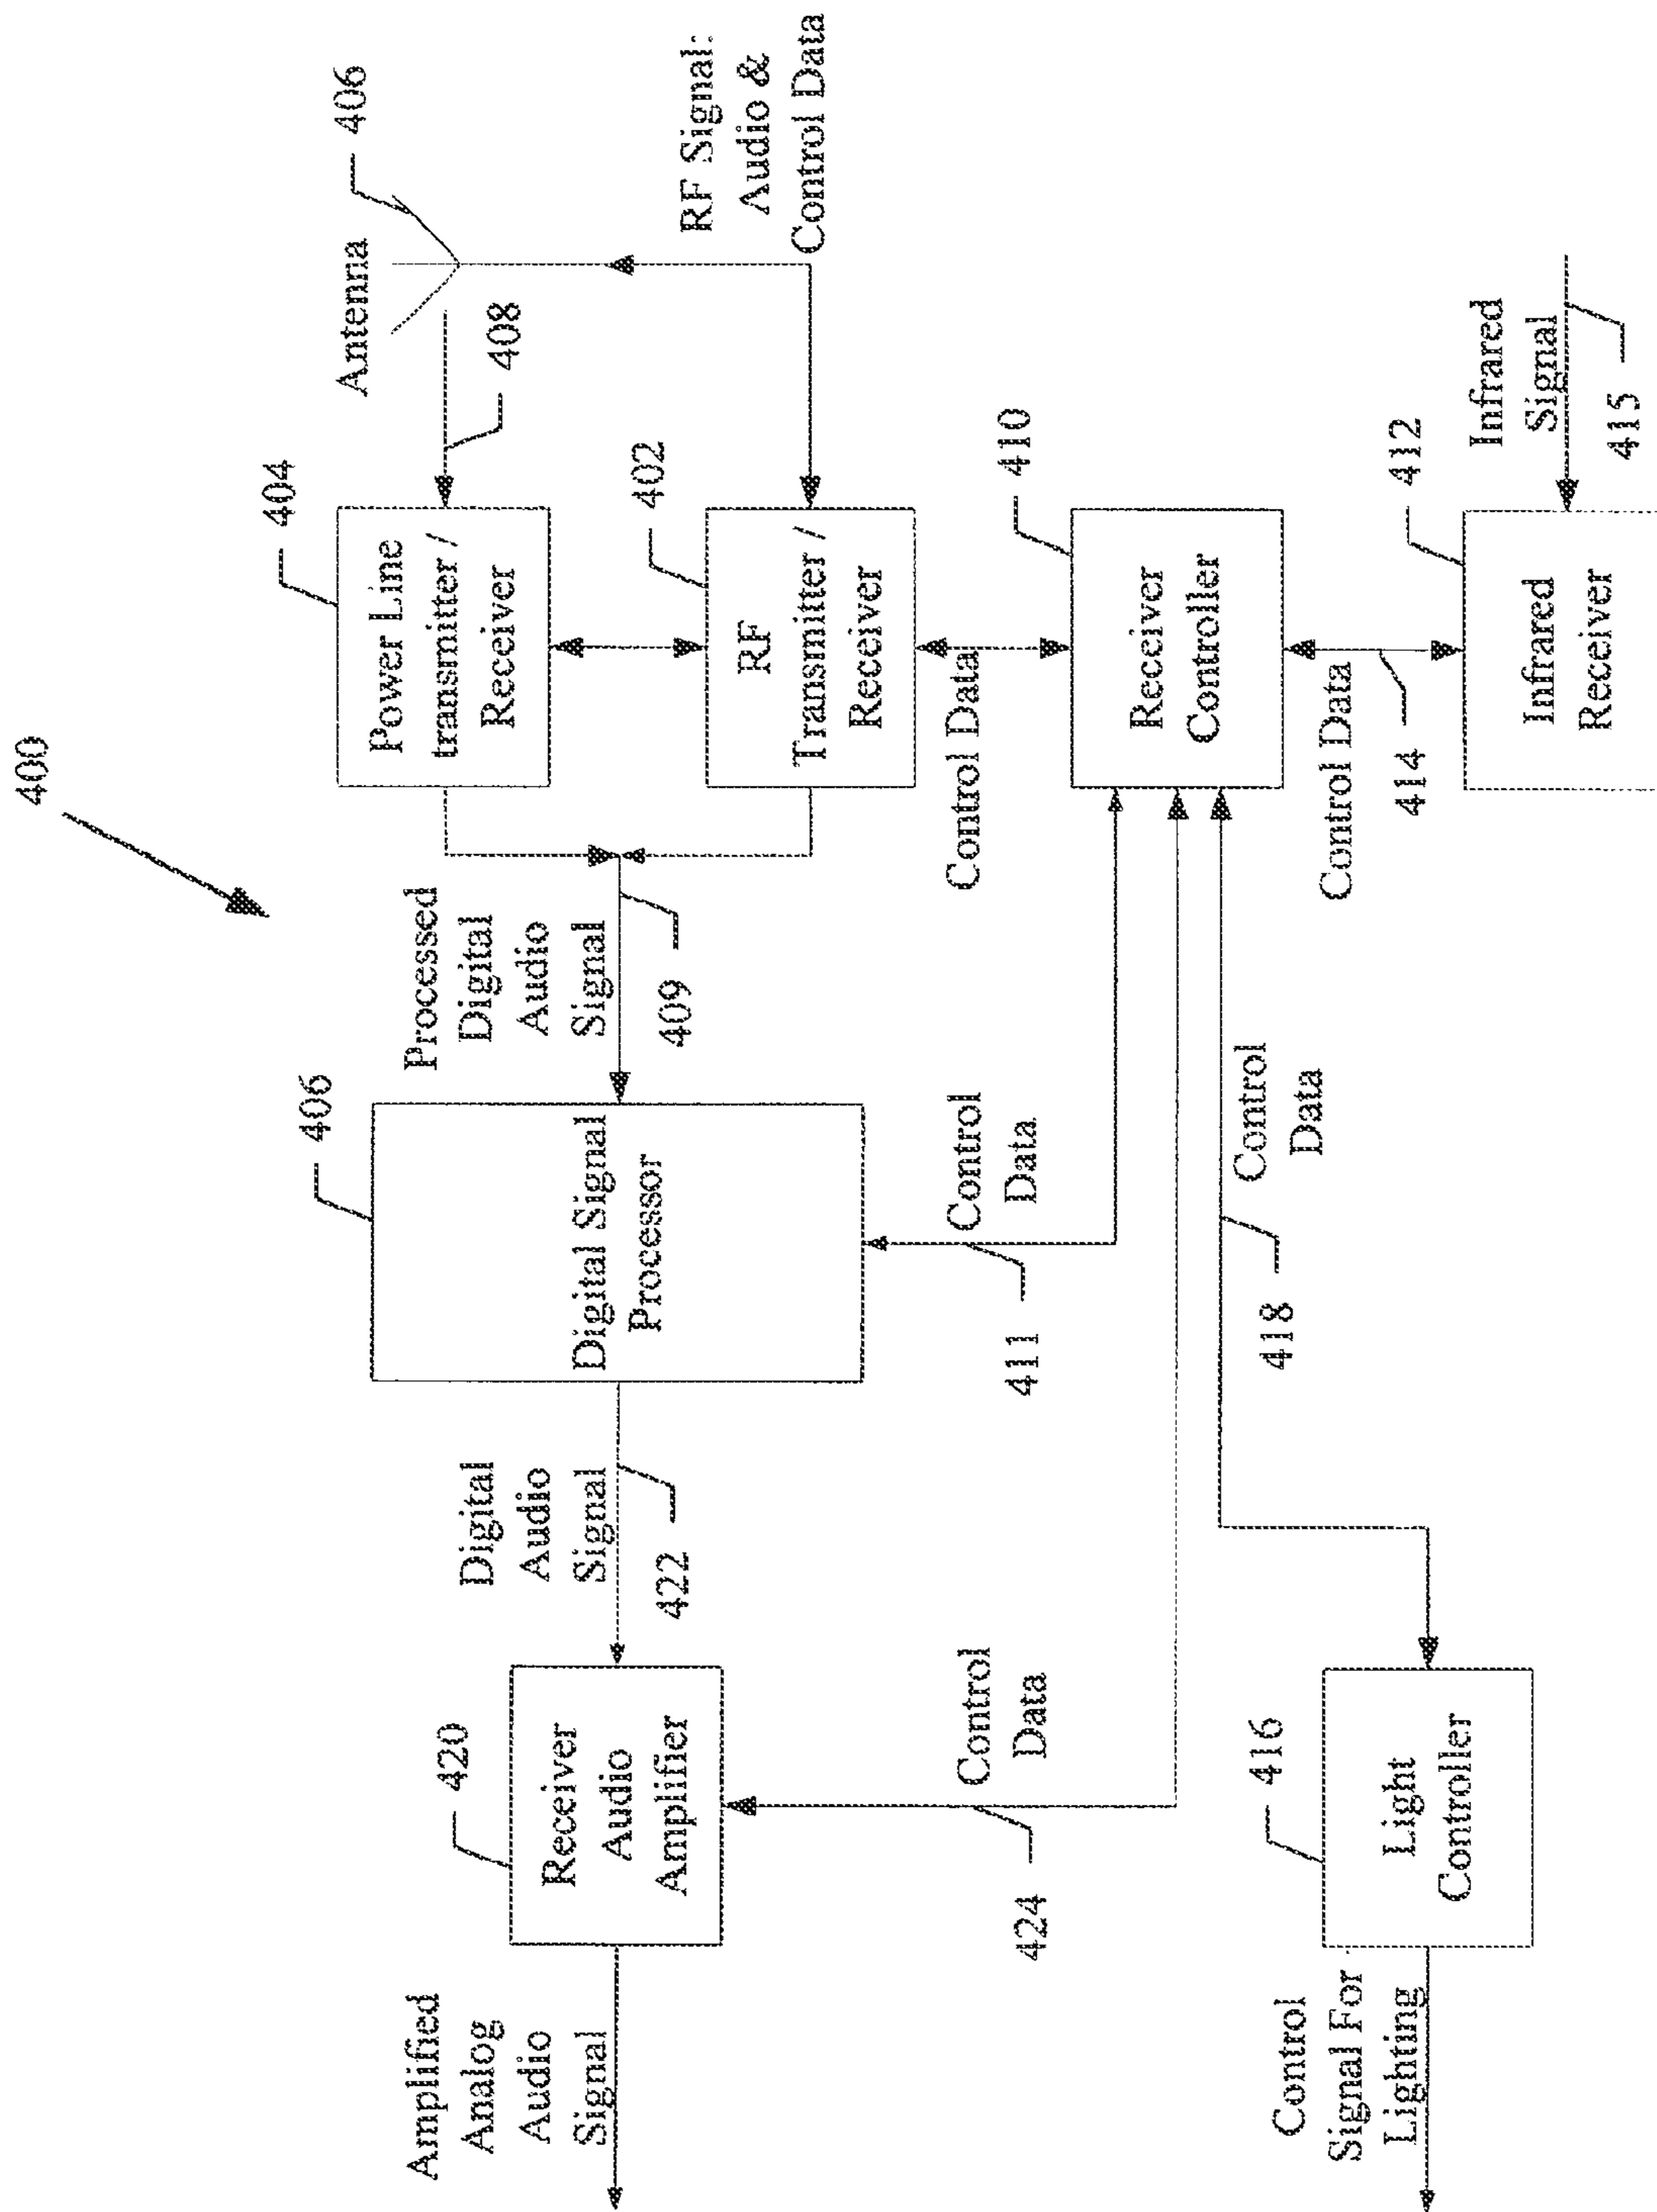 400
Antenna
406
404
Power Line
transmitter /
Receiver
408
RF Signal:
Audio &
Control Data
402
RF
Transmitter /
Receiver
Processed
Digital
Audio
Signal
409
406
Digital Signal
Processor
Digital
Audio
Signal
422
420
Receiver
Audio
Amplifier
Amplified
Analog
Audio
Signal
Control Data
410
Receiver
Controller
Control
Data
411
Control
Data
424
Control
Data
418
Control Data
414
412
Infrared
Receiver
Infrared
Signal
415
416
Light
Controller
Control
Signal For
Lighting